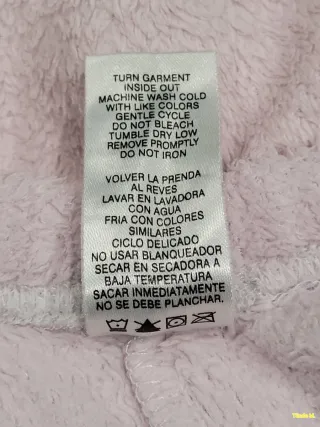 TURN GARMENT
INSIDE OUT
MACHINE WASH COLD
WITH LIKE COLORS
GENTLE CYCLE
DO NOT BLEACH
TUMBLE DRY LOW
REMOVE PROMPTLY
DO NOT IRON
VOLVER LA PRENDA
AL REVES
LAVAR EN LAVADORA
CON AGUA
FRIA CON COLORES
SIMILARES
CICLO DELICADO
NO USAR BLANQUEADOR
SECAR EN SECADORA A
BAJA TEMPERATURA
SACAR INMEDIATAMENTE
NO SE DEBE PLANCHAR.